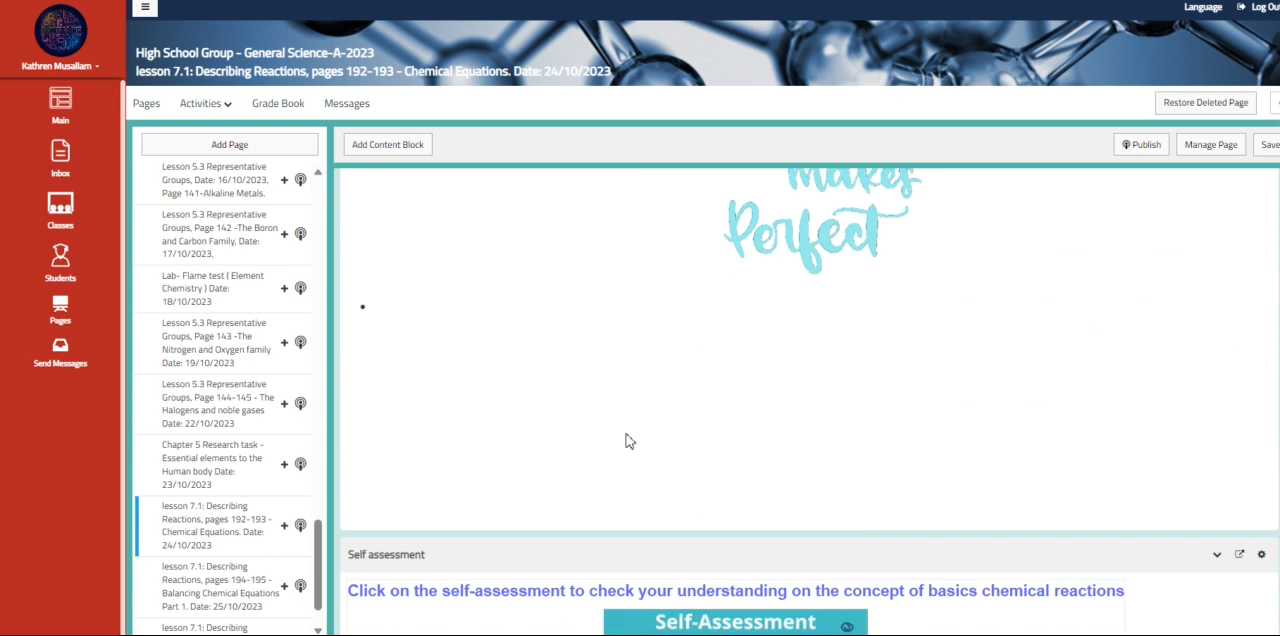 Language
Log Out
Kathren Musallam
High School Group - General Science-A-2023
lesson 7.1: Describing Reactions, pages 192-193 - Chemical Equations. Date: 24/10/2023
Pages
Activities
Grade Book
Messages
Restore Deleted Page
Main
Inbox
Classes
Students
Pages
Send Messages
Add Page
Add Content Block
Publish
Manage Page
Save
Lesson 5.3 Representative
Groups, Date: 16/10/2023,
Page 141-Alkaline Metals.
Lesson 5.3 Representative
Groups, Page 142 -The Boron
and Carbon Family, Date:
17/10/2023,
Lab- Flame test ( Element
Chemistry ) Date:
18/10/2023
Lesson 5.3 Representative
Groups, Page 143 -The
Nitrogen and Oxygen family
Date: 19/10/2023
Lesson 5.3 Representative
Groups, Page 144-145 - The
Halogens and noble gases
Date: 22/10/2023
Chapter 5 Research task -
Essential elements to the
Human body Date:
23/10/2023
lesson 7.1: Describing
Reactions, pages 192-193 -
Chemical Equations. Date:
24/10/2023
lesson 7.1: Describing
Reactions, pages 194-195 -
Balancing Chemical Equations
Part 1. Date: 25/10/2023
lesson 7.1: Describing
Makes
Perfect
Self assessment
Click on the self-assessment to check your understanding on the concept of basics chemical reactions
Self-Assessment